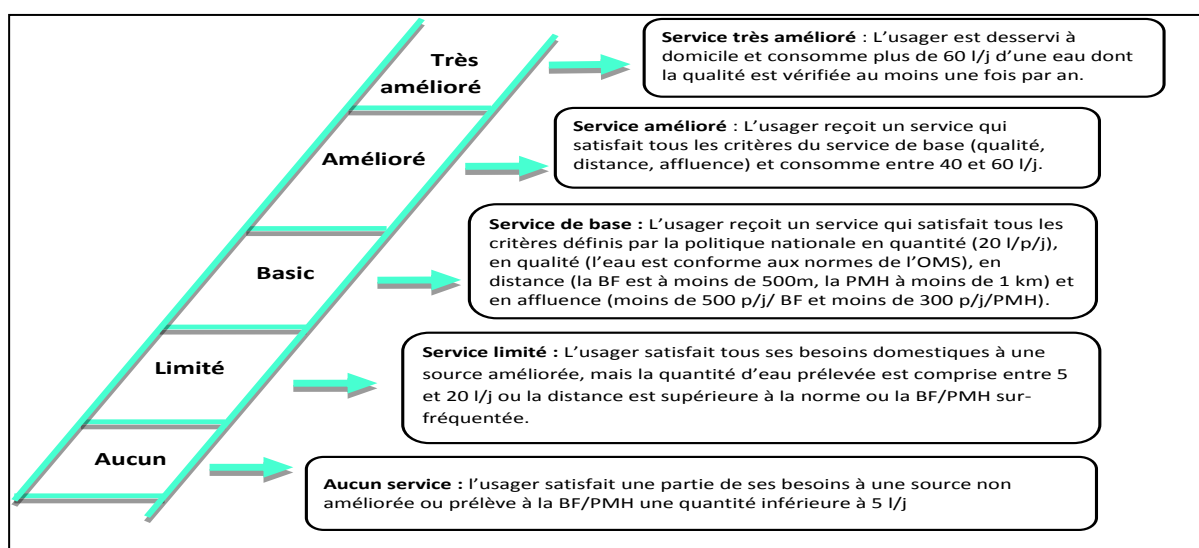 Très
amélioré
Service très amélioré : L'usager est desservi à
domicile et consomme plus de 60 l/j d'une eau dont
la qualité est vérifiée au moins une fois par an.
Amélioré
Service amélioré : L'usager reçoit un service qui
satisfait tous les critères du service de base (qualité,
distance, affluence) et consomme entre 40 et 60 l/j.
Basic
Service de base : L'usager reçoit un service qui satisfait tous les
critères définis par la politique nationale en quantité (20 l/p/j),
en qualité (l'eau est conforme aux normes de l'OMS), en
distance (la BF est à moins de 500m, la PMH à moins de 1 km) et
en affluence (moins de 500 p/j/ BF et moins de 300 p/j/PMH).
Limité
Service limité : L'usager satisfait tous ses besoins domestiques à une
source améliorée, mais la quantité d'eau prélevée est comprise entre 5
et 20 l/j ou la distance est supérieure à la norme ou la BF/PMH sur-
fréquentée.
Aucun
Aucun service : l'usager satisfait une partie de ses besoins à une source non
améliorée ou prélève à la BF/PMH une quantité inférieure à 5 l/j